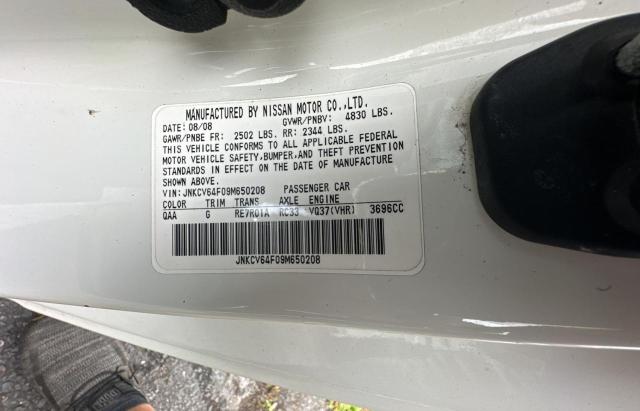 MANUFACTURED BY NISSAN MOTOR CO.,LTD.
DATE: 08/08 GVWR/PNBV: 4830 LBS.
GAWR/PNBE FR: 2502 LBS. RR: 2344 LBS.
THIS VEHICLE CONFORMS TO ALL APPLICABLE FEDERAL
MOTOR VEHICLE SAFETY,BUMPER,AND THEFT PREVENTION
STANDARDS IN EFFECT ON THE DATE OF MANUFACTURE
SHOWN ABOVE.
VIN:JNKCV64F09M650208 PASSENGER CAR
COLOR TRIM TRANS AXLE ENGINE
QAA G RE7R01A RC33 VQ37(VHR) 3696CC
JNKCV64F09M650208